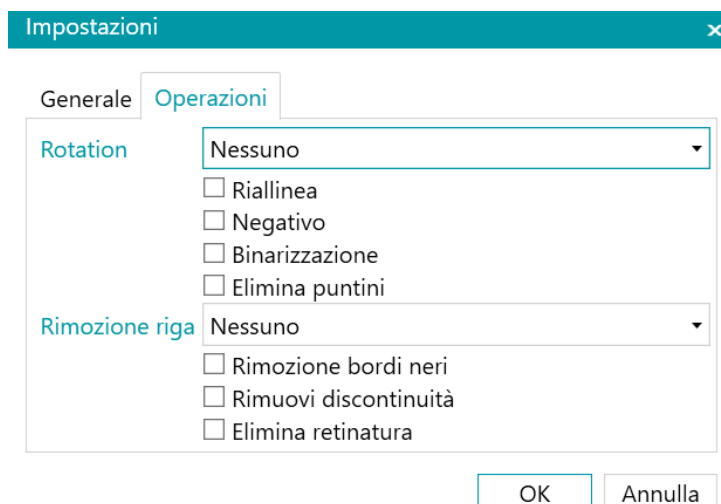 Impostazioni
Generale Operazioni
Rotation Nessuno
Riallinea
Negativo
Binarizzazione
Elimina puntini
Rimozione riga Nessuno
Rimozione bordi neri
Rimuovi discontinuità
Elimina retinatura
OK Annulla